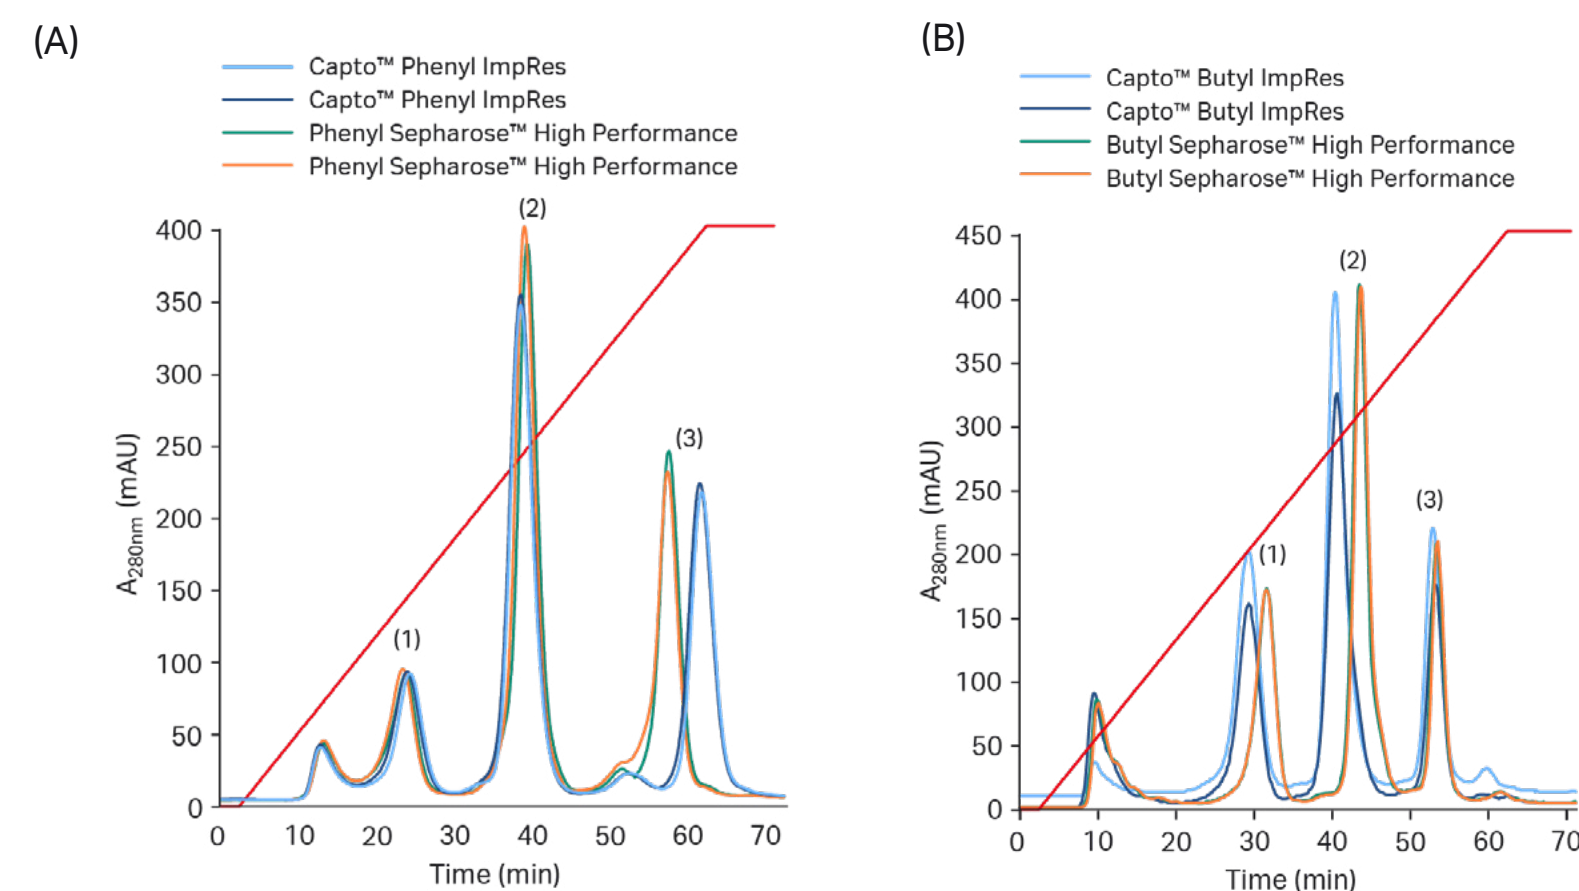 (A)
Capto™ Phenyl ImpRes
Capto™ Phenyl ImpRes
Phenyl Sepharose™ High Performance
Phenyl Sepharose™ High Performance
400
350
300
250
200
150
100
50
0
A280nm (mAU)
(1)
(2)
(3)
0 10 20 30 40 50 60 70
Time (min)
(B)
Capto™ Butyl ImpRes
Capto™ Butyl ImpRes
Butyl Sepharose™ High Performance
Butyl Sepharose™ High Performance
450
400
350
300
250
200
150
100
50
0
A280nm (mAU)
(1)
(2)
(3)
0 10 20 30 40 50 60 70
Time (min)